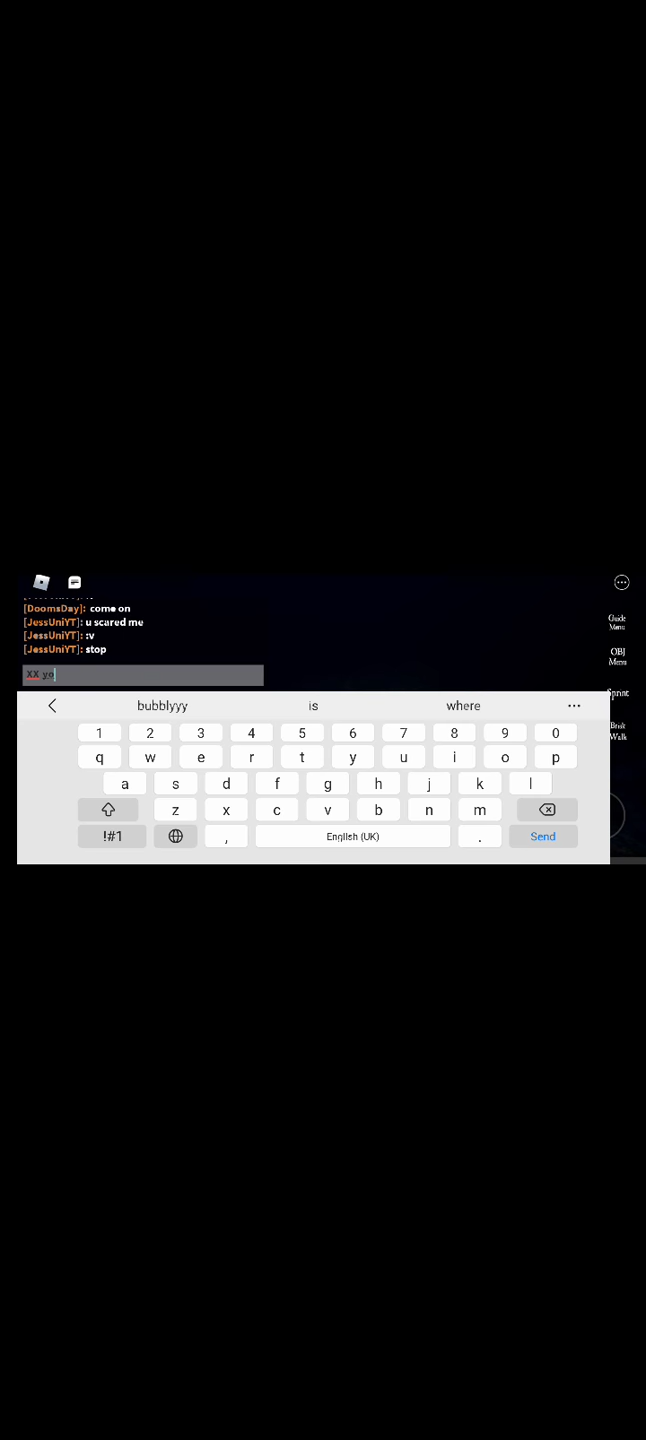 [DoomsDay]: come on
[JessUniYT]: u scared me
[JessUniYT]: :v
[JessUniYT]: stop
XX yo
Guide
Menu
OBJ
Menu
Sprint
Walk
bubblyyy is where
1 2 3 4 5 6 7 8 9 0
q w e r t y u i o p
a s d f g h j k l
z x c v b n m
!#1 , English (UK) . Send